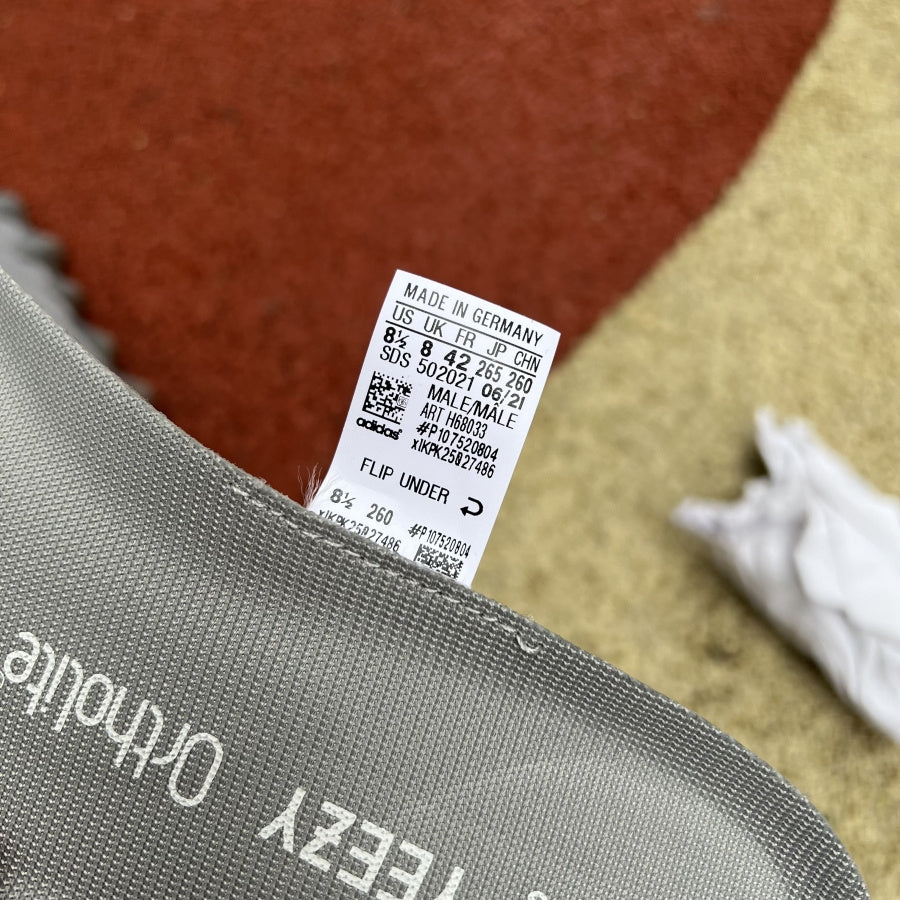 MADE IN GERMANY
US UK FR JP CHN
8½ 8 42 265 260
SDS 502021 06/21
MALE/MÂLE
ART H68033
#P107520804
xIKPK25027486
adidas
FLIP UNDER
8½ 260
xIKPK25027486 #P107520804
Ortholite
YEEZY